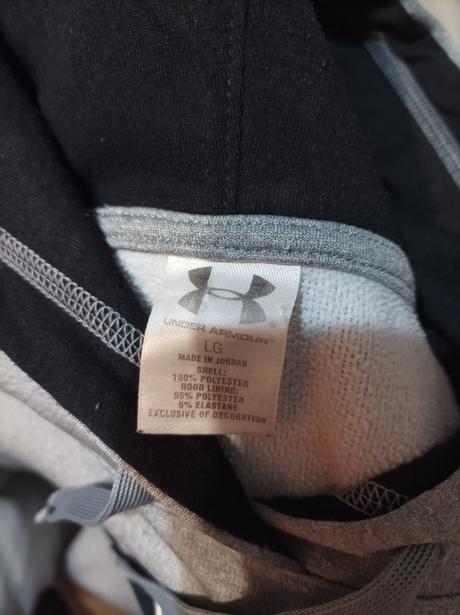 UNDER ARMOUR
LG
MADE IN JORDAN
SHELL:
100% POLYESTER
HOOD LINING:
95% POLYESTER
5% ELASTANE
EXCLUSIVE OF DECORATION